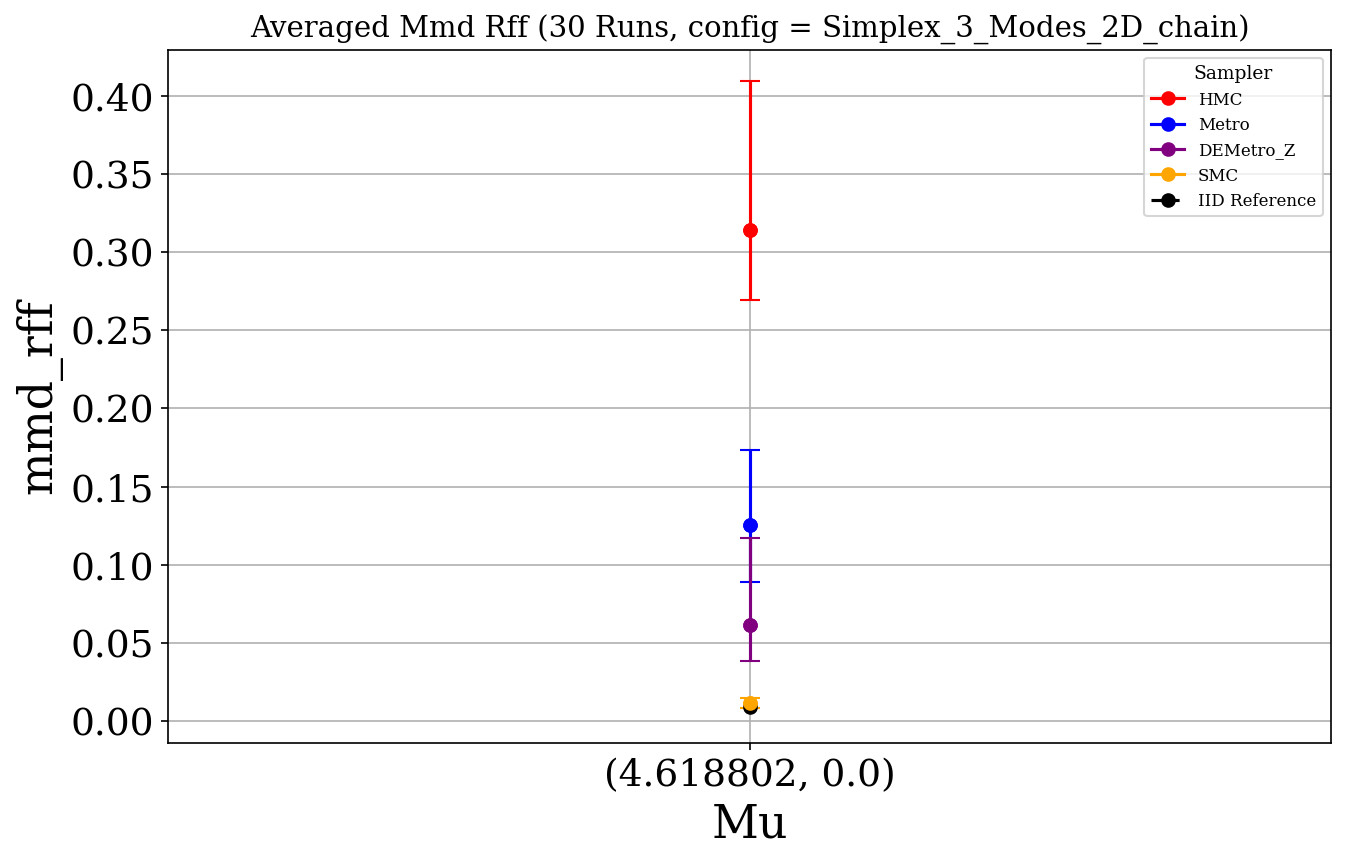 Averaged Mmd Rff (30 Runs, config = Simplex_3_Modes_2D_chain)
Sampler
HMC
Metro
DEMetro_Z
SMC
IID Reference
0.40
0.35
0.30
0.25
0.20
0.15
0.10
0.05
0.00
mmd_rff
(4.618802, 0.0)
Mu